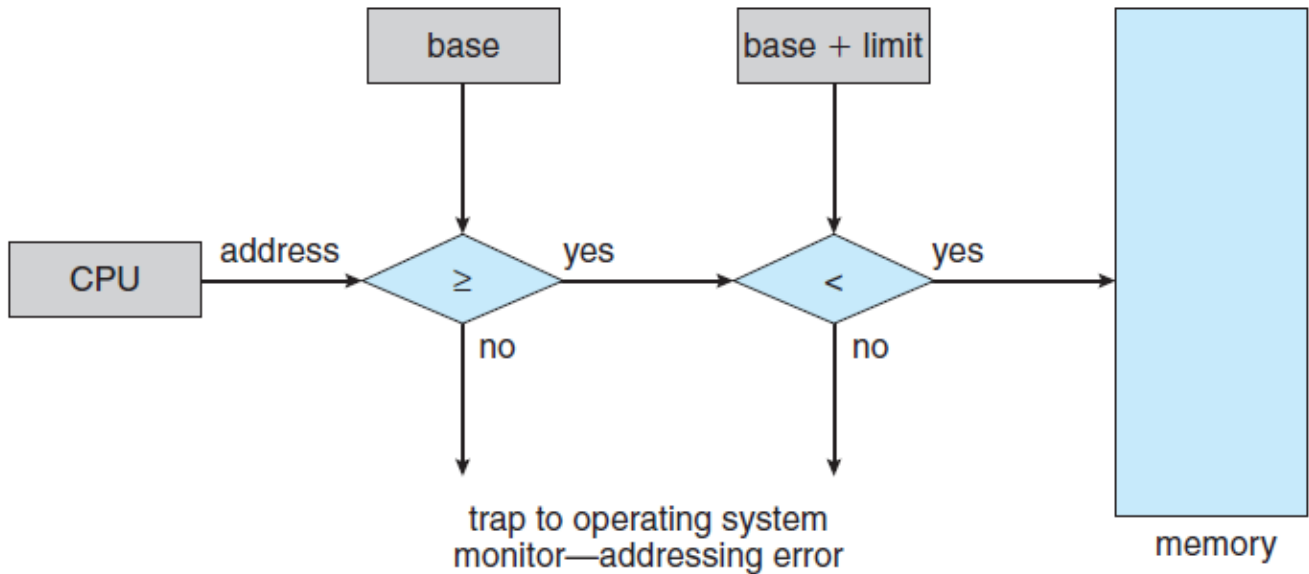 base
base + limit
address
yes
yes
CPU
≥
<
no
no
trap to operating system
monitor—addressing error
memory